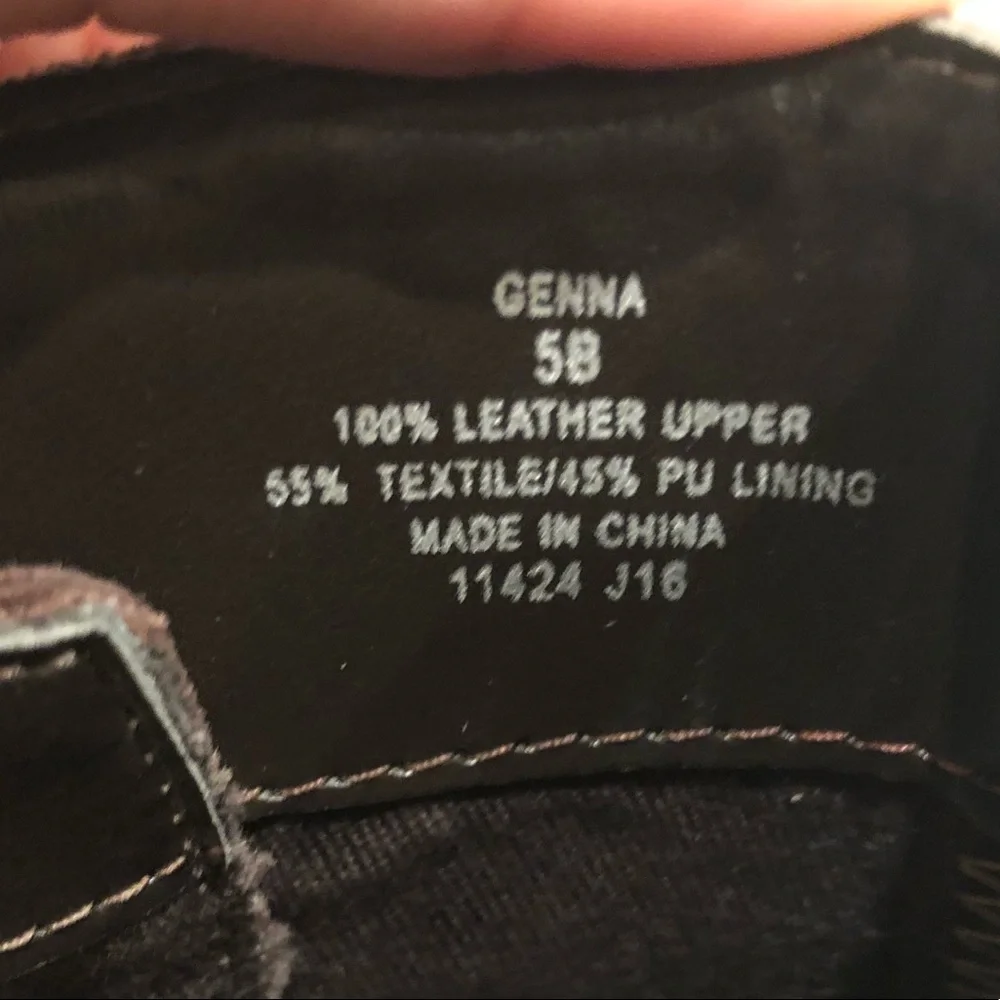 GENNA
5B
100% LEATHER UPPER
55% TEXTILE/45% PU LINING
MADE IN CHINA
11424 J16